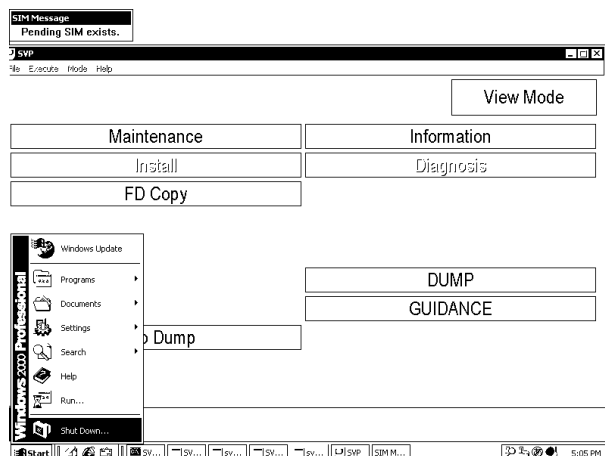 SIM Message
Pending SIM exists.
SVP
File Execute Mode Help
View Mode
Maintenance
Information
Install
Diagnosis
FD Copy
Windows Update
Programs
Documents
Settings
Search
Help
Run...
Shut Down...
Windows 2000 Professional
DUMP
GUIDANCE
Dump
Start
SV...
SV...
SV...
SV...
SV...
SVP
SIM M...
5:05 PM